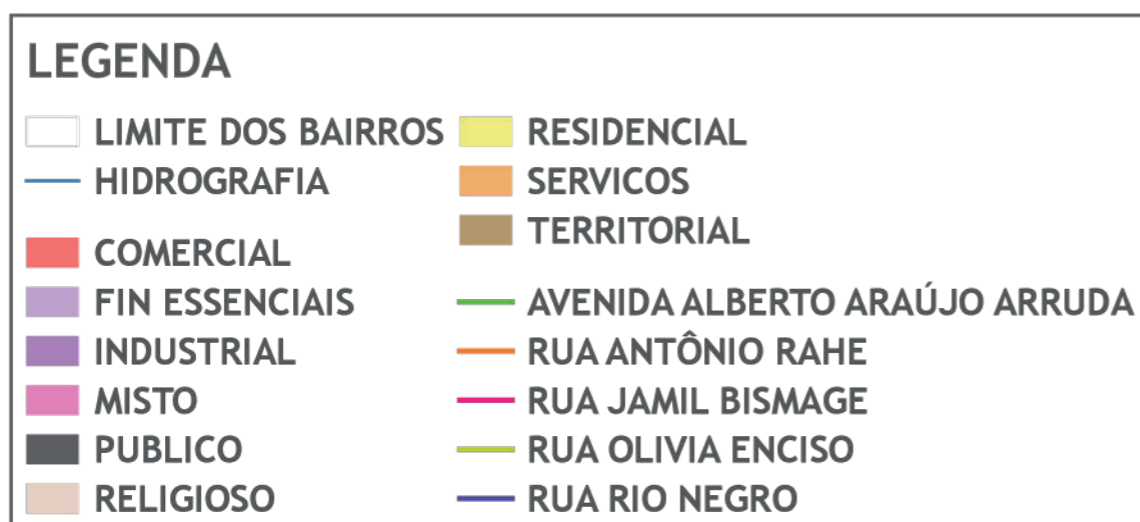 LEGENDA
LIMITE DOS BAIRROS
HIDROGRAFIA
COMERCIAL
FIN ESSENCIAIS
INDUSTRIAL
MISTO
PUBLICO
RELIGIOSO
RESIDENCIAL
SERVICOS
TERRITORIAL
AVENIDA ALBERTO ARAÚJO ARRUDA
RUA ANTÔNIO RAHE
RUA JAMIL BISMAGE
RUA OLIVIA ENCISO
RUA RIO NEGRO